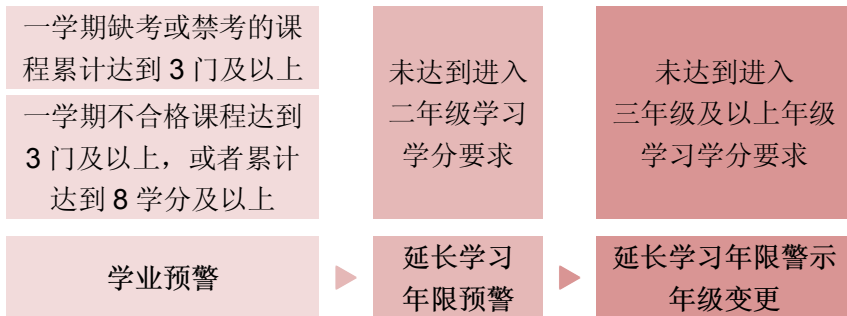 一学期缺考或禁考的课
程累计达到 3 门及以上
一学期不合格课程达到
3 门及以上，或者累计
达到 8 学分及以上
未达到进入
二年级学习
学分要求
未达到进入
三年级及以上年级
学习学分要求
学业预警
延长学习
年限预警
延长学习年限警示
年级变更